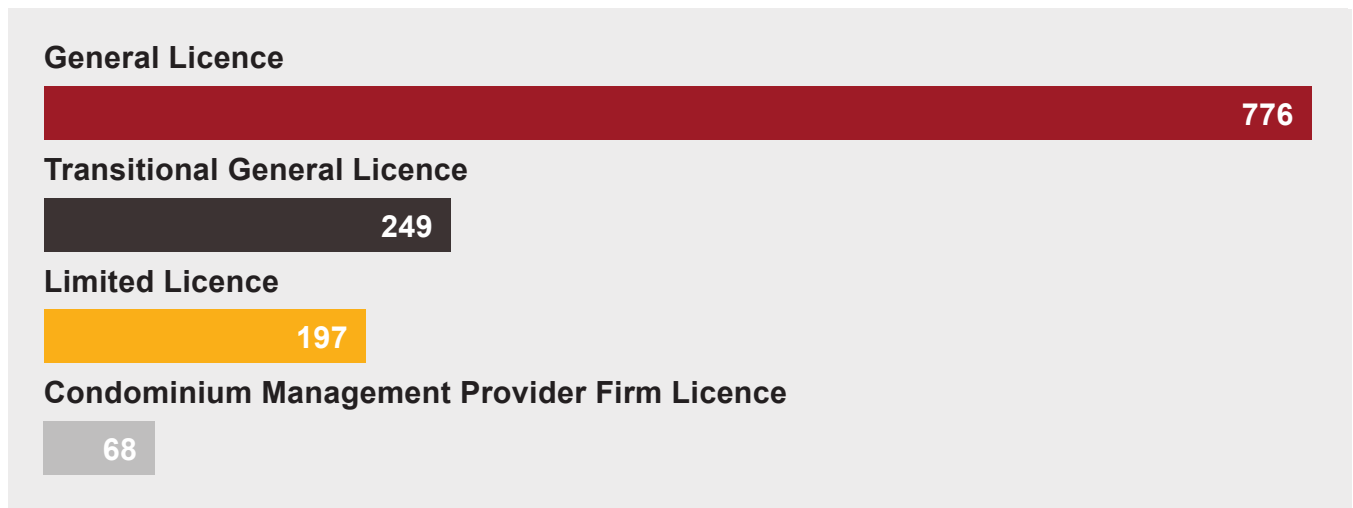 General Licence
776
Transitional General Licence
249
Limited Licence
197
Condominium Management Provider Firm Licence
68